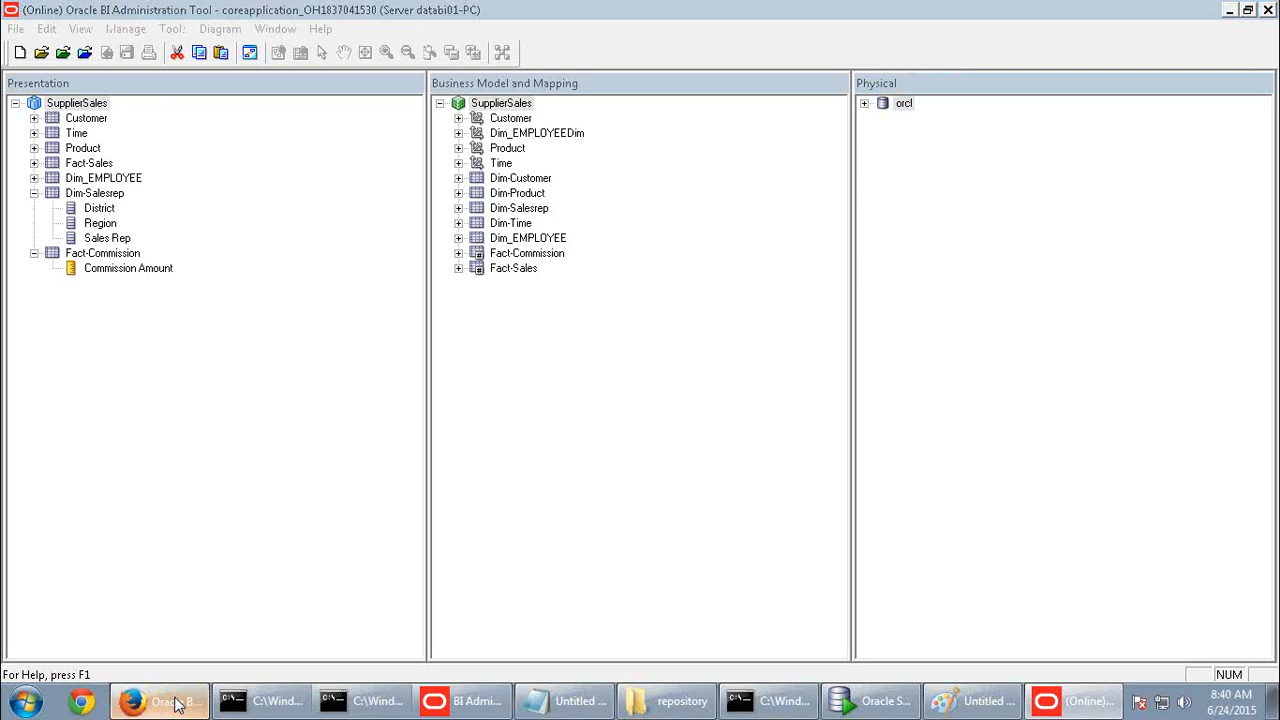 (Online) Oracle BI Administration Tool - coreapplication_OH1837041530 (Server databi01-PC)
File Edit View Manage Tools Diagram Window Help
Presentation
SupplierSales
Customer
Time
Product
Fact-Sales
Dim_EMPLOYEE
Dim-Salesrep
District
Region
Sales Rep
Fact-Commission
Commission Amount
Business Model and Mapping
SupplierSales
Customer
Dim_EMPLOYEEDim
Product
Time
Dim-Customer
Dim-Product
Dim-Salesrep
Dim-Time
Dim_EMPLOYEE
Fact-Commission
Fact-Sales
Physical
orcl
For Help, press F1
NUM
Oracle B... C:\Wind... C:\Wind... BI Admi... Untitled ... repository C:\Wind... Oracle S... Untitled ... (Online)...
8:40 AM
6/24/2015